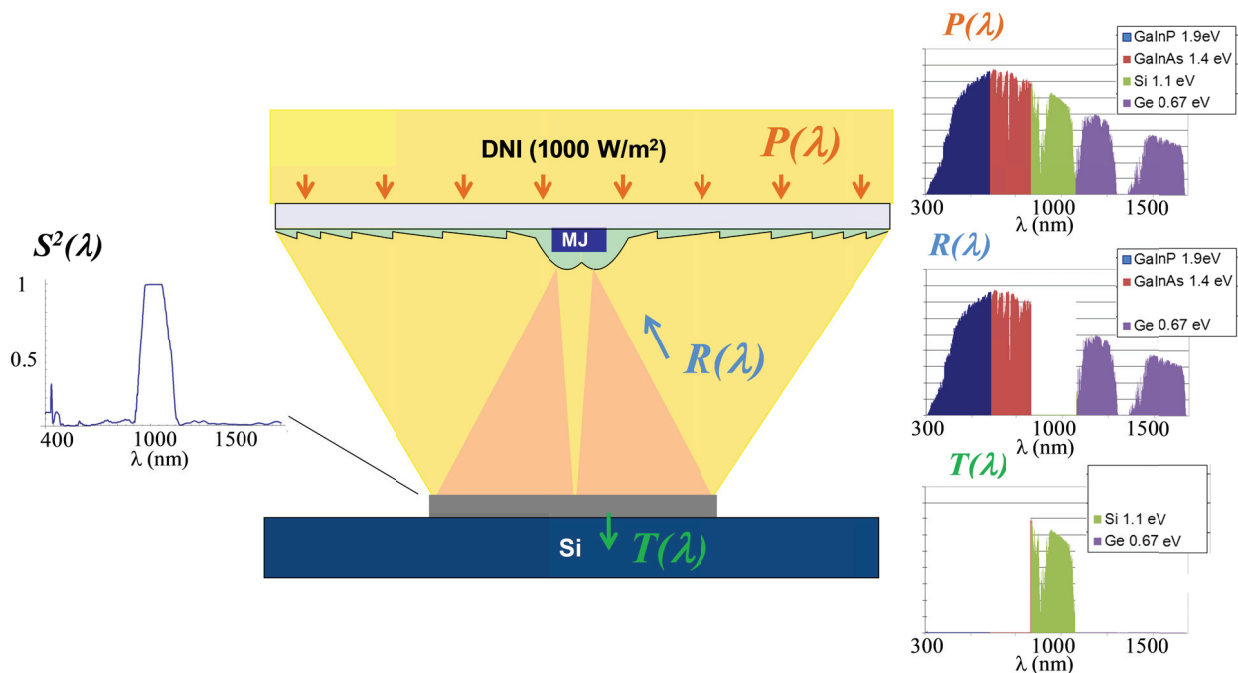 P(λ)
GaInP 1.9eV
GaInAs 1.4 eV
Si 1.1 eV
Ge 0.67 eV
300
1000
1500
λ (nm)
DNI (1000 W/m²)
P(λ)
MJ
S²(λ)
1
0.5
400
1000
1500
λ (nm)
R(λ)
R(λ)
GaInP 1.9eV
GaInAs 1.4 eV
Ge 0.67 eV
300
1000
1500
λ (nm)
T(λ)
Si 1.1 eV
Ge 0.67 eV
300
1000
1500
λ (nm)
Si
T(λ)